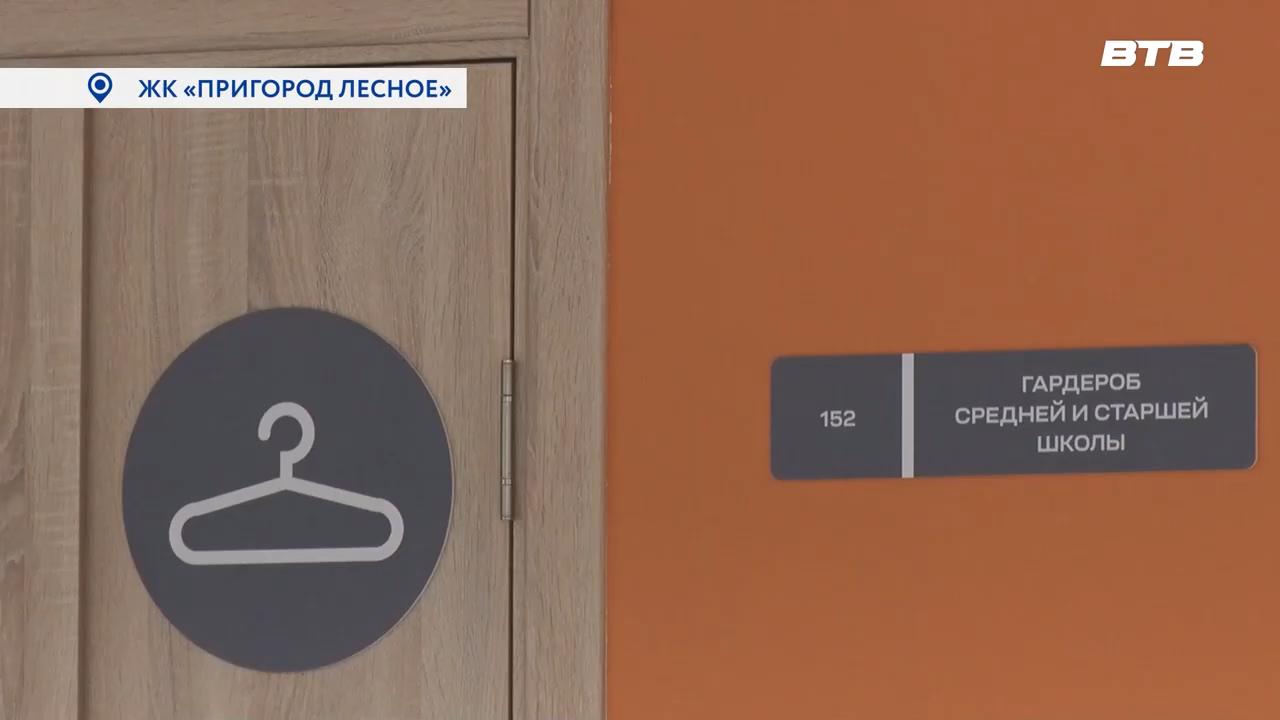 ВТВ
ЖК «ПРИГОРОД ЛЕСНОЕ»
152
ГАРДЕРОБ
СРЕДНЕЙ И СТАРШЕЙ
ШКОЛЫ